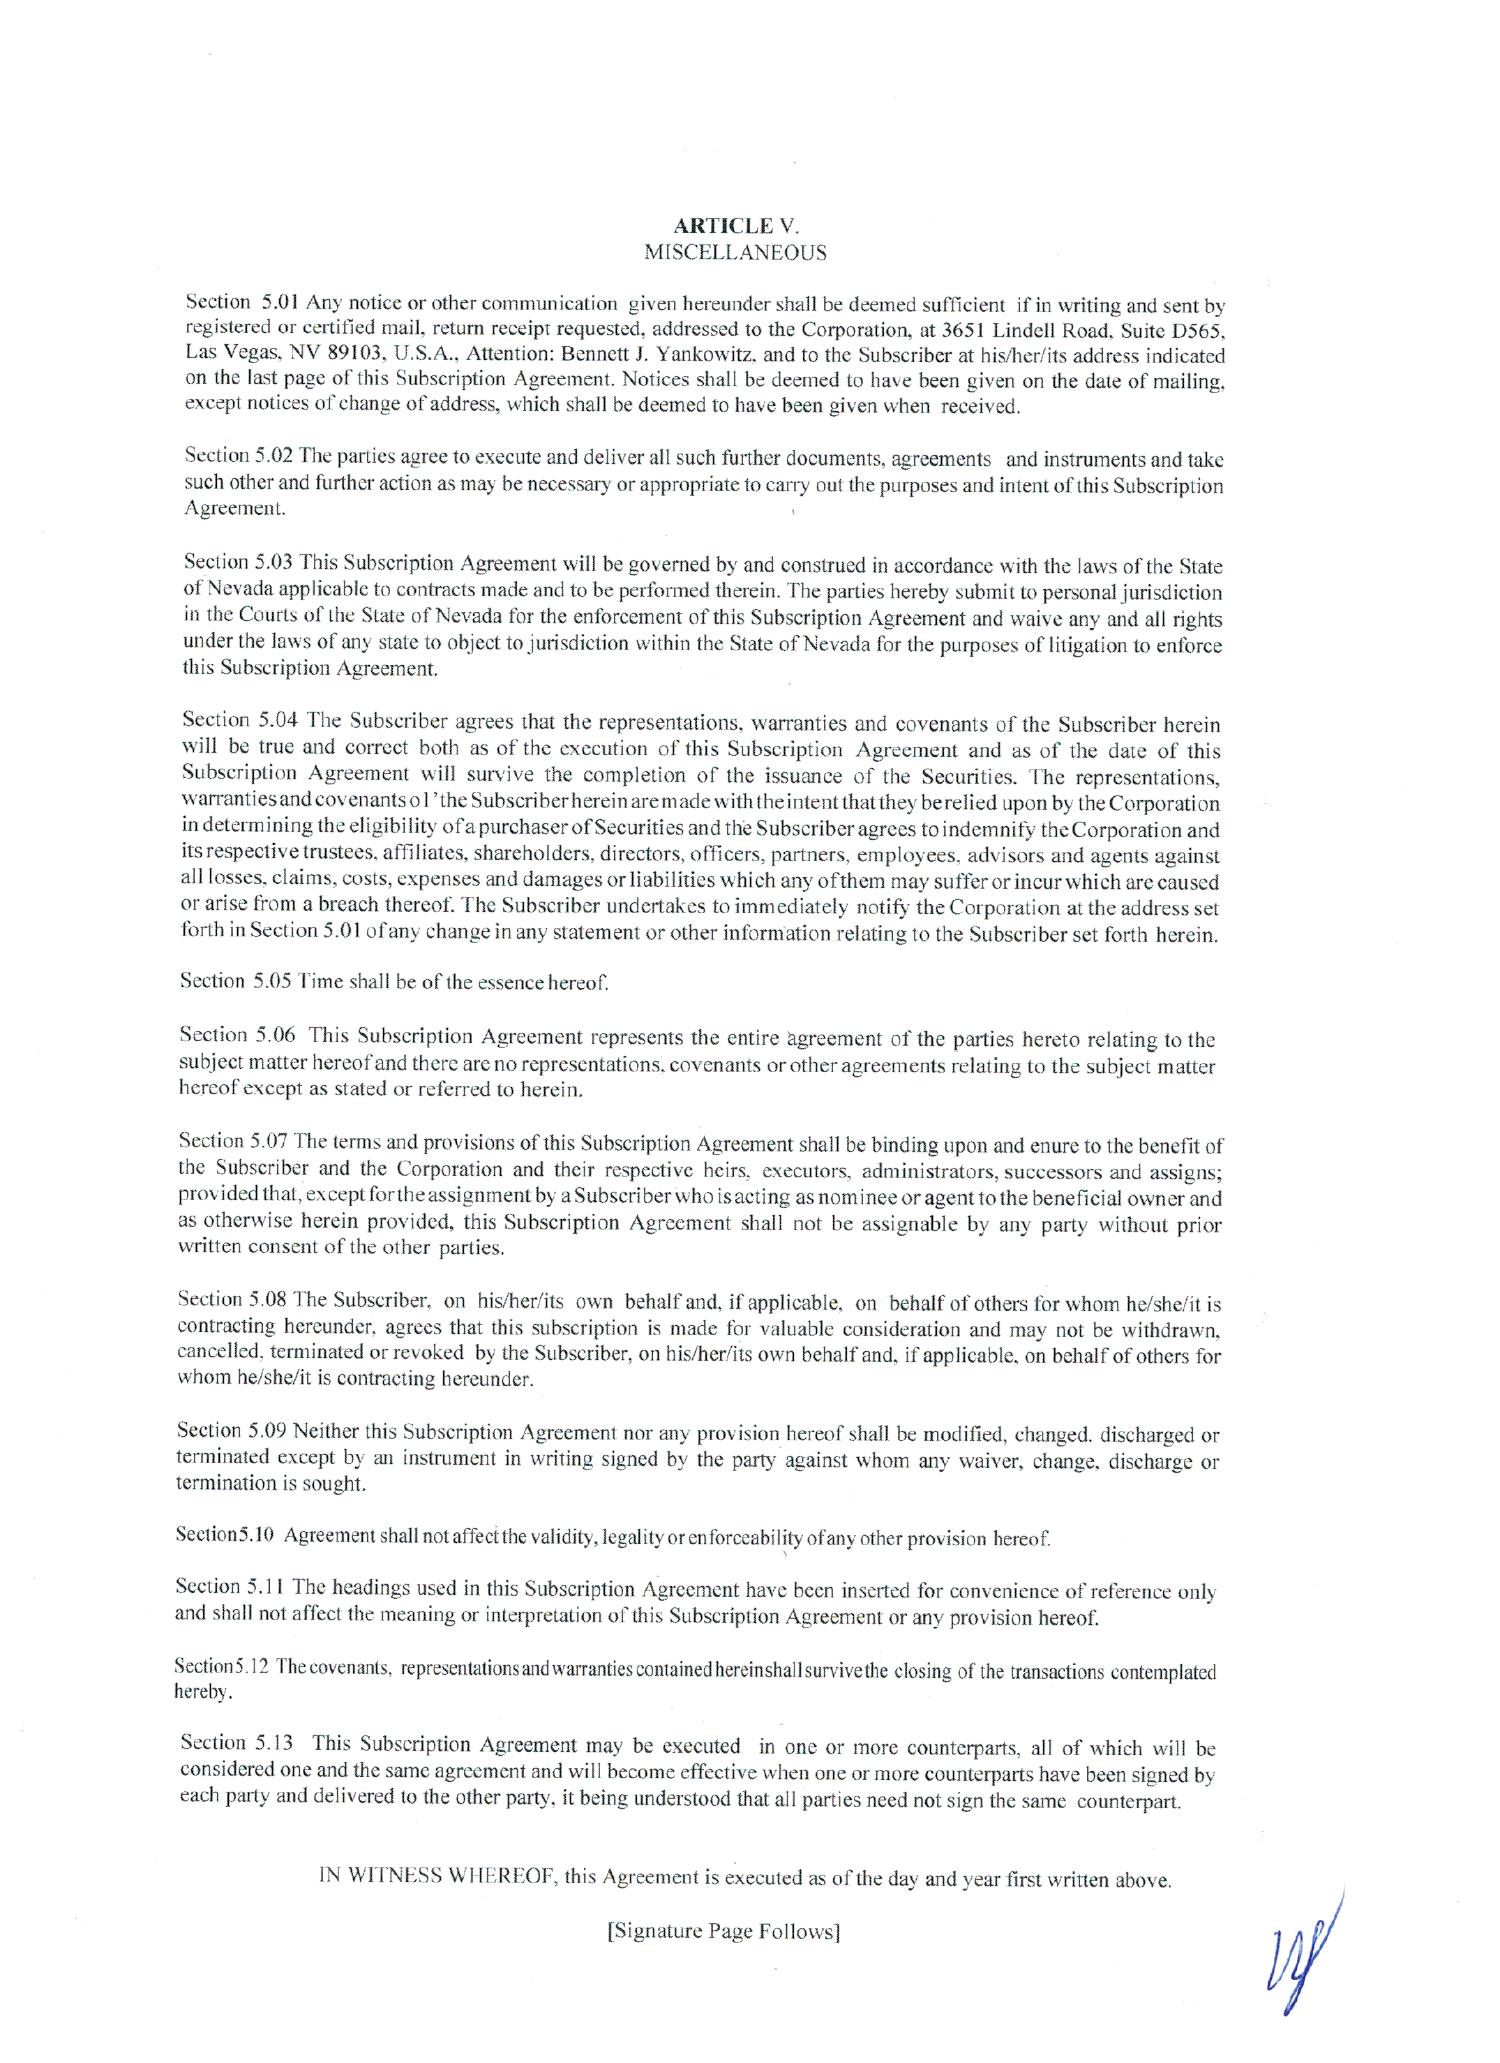 ARTICLE V.
MISCELLANEOUS
Section 5.01 Any notice or other communication given hereunder shall be deemed sufficient if in writing and sent by
registered or certified mail, return receipt requested, addressed to the Corporation, at 3651 Lindell Road, Suite D565,
Las Vegas, NV 89103, U.S.A., Attention: Bennett J. Yankowitz, and to the Subscriber at his/her/its address indicated
on the last page of this Subscription Agreement. Notices shall be deemed to have been given on the date of mailing,
except notices of change of address, which shall be deemed to have been given when received.
Section 5.02 The parties agree to execute and deliver all such further documents, agreements and instruments and take
such other and further action as may be necessary or appropriate to carry out the purposes and intent of this Subscription
Agreement.
Section 5.03 This Subscription Agreement will be governed by and construed in accordance with the laws of the State
of Nevada applicable to contracts made and to be performed therein. The parties hereby submit to personal jurisdiction
in the Courts of the State of Nevada for the enforcement of this Subscription Agreement and waive any and all rights
under the laws of any state to object to jurisdiction within the State of Nevada for the purposes of litigation to enforce
this Subscription Agreement.
Section 5.04 The Subscriber agrees that the representations, warranties and covenants of the Subscriber herein
will be true and correct both as of the execution of this Subscription Agreement and as of the date of this
Subscription Agreement will survive the completion of the issuance of the Securities. The representations,
warranties and covenants o1' the Subscriber herein are made with the intent that they be relied upon by the Corporation
in determining the eligibility of a purchaser of Securities and the Subscriber agrees to indemnify the Corporation and
its respective trustees, affiliates, shareholders, directors, officers, partners, employees, advisors and agents against
all losses, claims, costs, expenses and damages or liabilities which any of them may suffer or incur which are caused
or arise from a breach thereof. The Subscriber undertakes to immediately notify the Corporation at the address set
forth in Section 5.01 of any change in any statement or other information relating to the Subscriber set forth herein.
Section 5.05 Time shall be of the essence hereof.
Section 5.06 This Subscription Agreement represents the entire agreement of the parties hereto relating to the
subject matter hereof and there are no representations, covenants or other agreements relating to the subject matter
hereof except as stated or referred to herein.
Section 5.07 The terms and provisions of this Subscription Agreement shall be binding upon and enure to the benefit of
the Subscriber and the Corporation and their respective heirs, executors, administrators, successors and assigns;
provided that, except for the assignment by a Subscriber who is acting as nominee or agent to the beneficial owner and
as otherwise herein provided, this Subscription Agreement shall not be assignable by any party without prior
written consent of the other parties.
Section 5.08 The Subscriber, on his/her/its own behalf and, if applicable, on behalf of others for whom he/she/it is
contracting hereunder, agrees that this subscription is made for valuable consideration and may not be withdrawn,
cancelled, terminated or revoked by the Subscriber, on his/her/its own behalf and, if applicable, on behalf of others for
whom he/she/it is contracting hereunder.
Section 5.09 Neither this Subscription Agreement nor any provision hereof shall be modified, changed. discharged or
terminated except by an instrument in writing signed by the party against whom any waiver, change, discharge or
termination is sought.
Section5.10 Agreement shall not affect the validity, legality or enforceability of any other provision hereof.
Section 5.11 The headings used in this Subscription Agreement have been inserted for convenience of reference only
and shall not affect the meaning or interpretation of this Subscription Agreement or any provision hereof.
Section5.12 The covenants, representations and warranties contained herein shall survive the closing of the transactions contemplated
hereby.
Section 5.13 This Subscription Agreement may be executed in one or more counterparts, all of which will be
considered one and the same agreement and will become effective when one or more counterparts have been signed by
each party and delivered to the other party, it being understood that all parties need not sign the same counterpart.
IN WITNESS WHEREOF, this Agreement is executed as of the day and year first written above.
[Signature Page Follows]